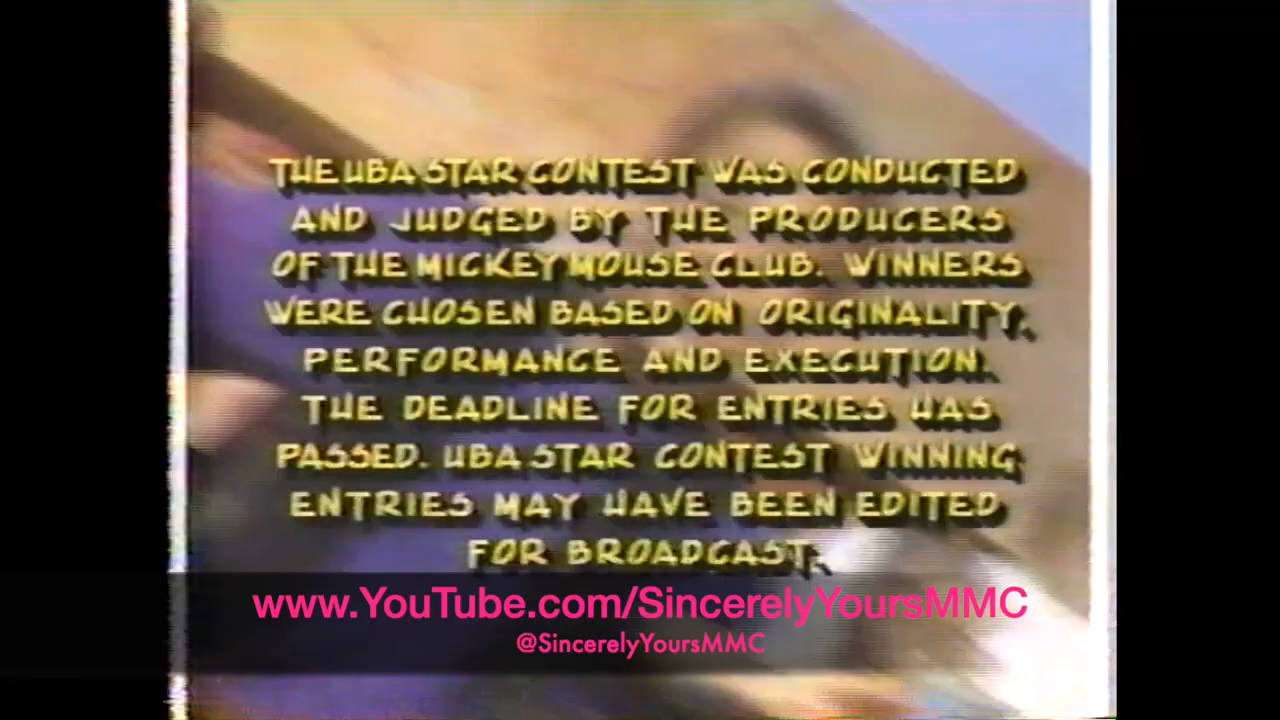 THE UBA STAR CONTEST WAS CONDUCTED
AND JUDGED BY THE PRODUCERS
OF THE MICKEY MOUSE CLUB. WINNERS
WERE CHOSEN BASED ON ORIGINALITY,
PERFORMANCE AND EXECUTION.
THE DEADLINE FOR ENTRIES HAS
PASSED. UBA STAR CONTEST WINNING
ENTRIES MAY HAVE BEEN EDITED
FOR BROADCAST.
www.YouTube.com/SincerelyYoursMMC
@SincerelyYoursMMC